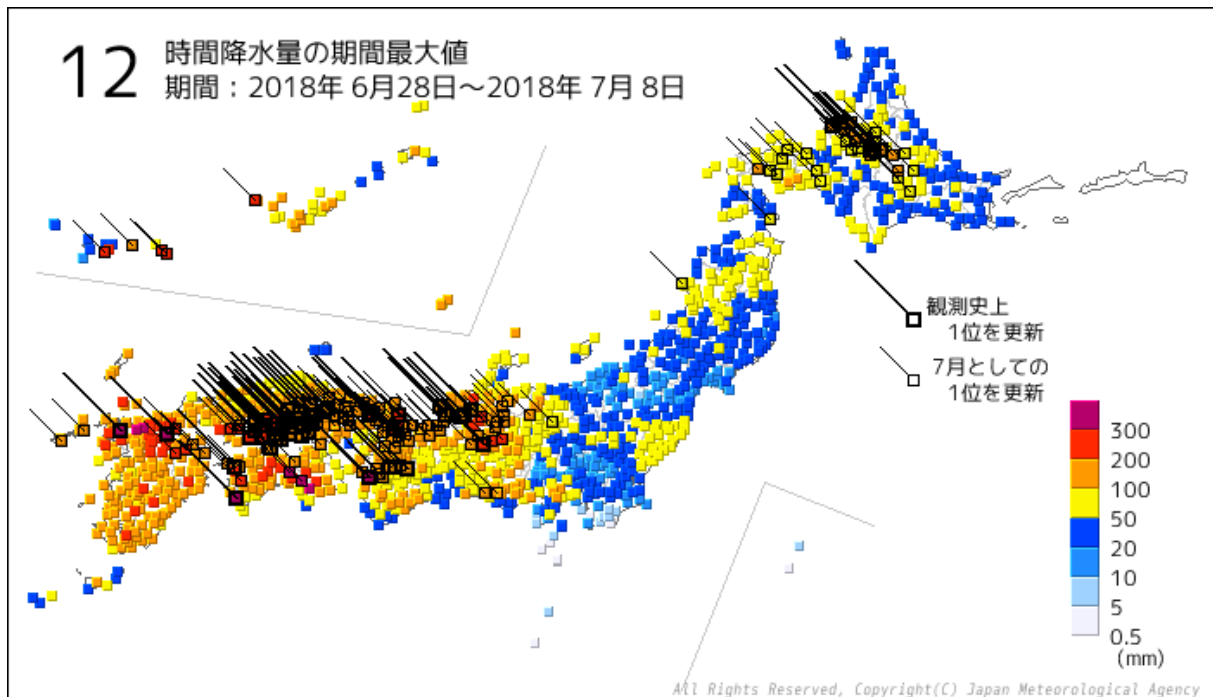 12 時間降水量の期間最大値
期間：2018年 6月28日～2018年 7月 8日
観測史上
1位を更新
7月としての
1位を更新
300
200
100
50
20
10
5
0.5
(mm)
All Rights Reserved, Copyright(C) Japan Meteorological Agency